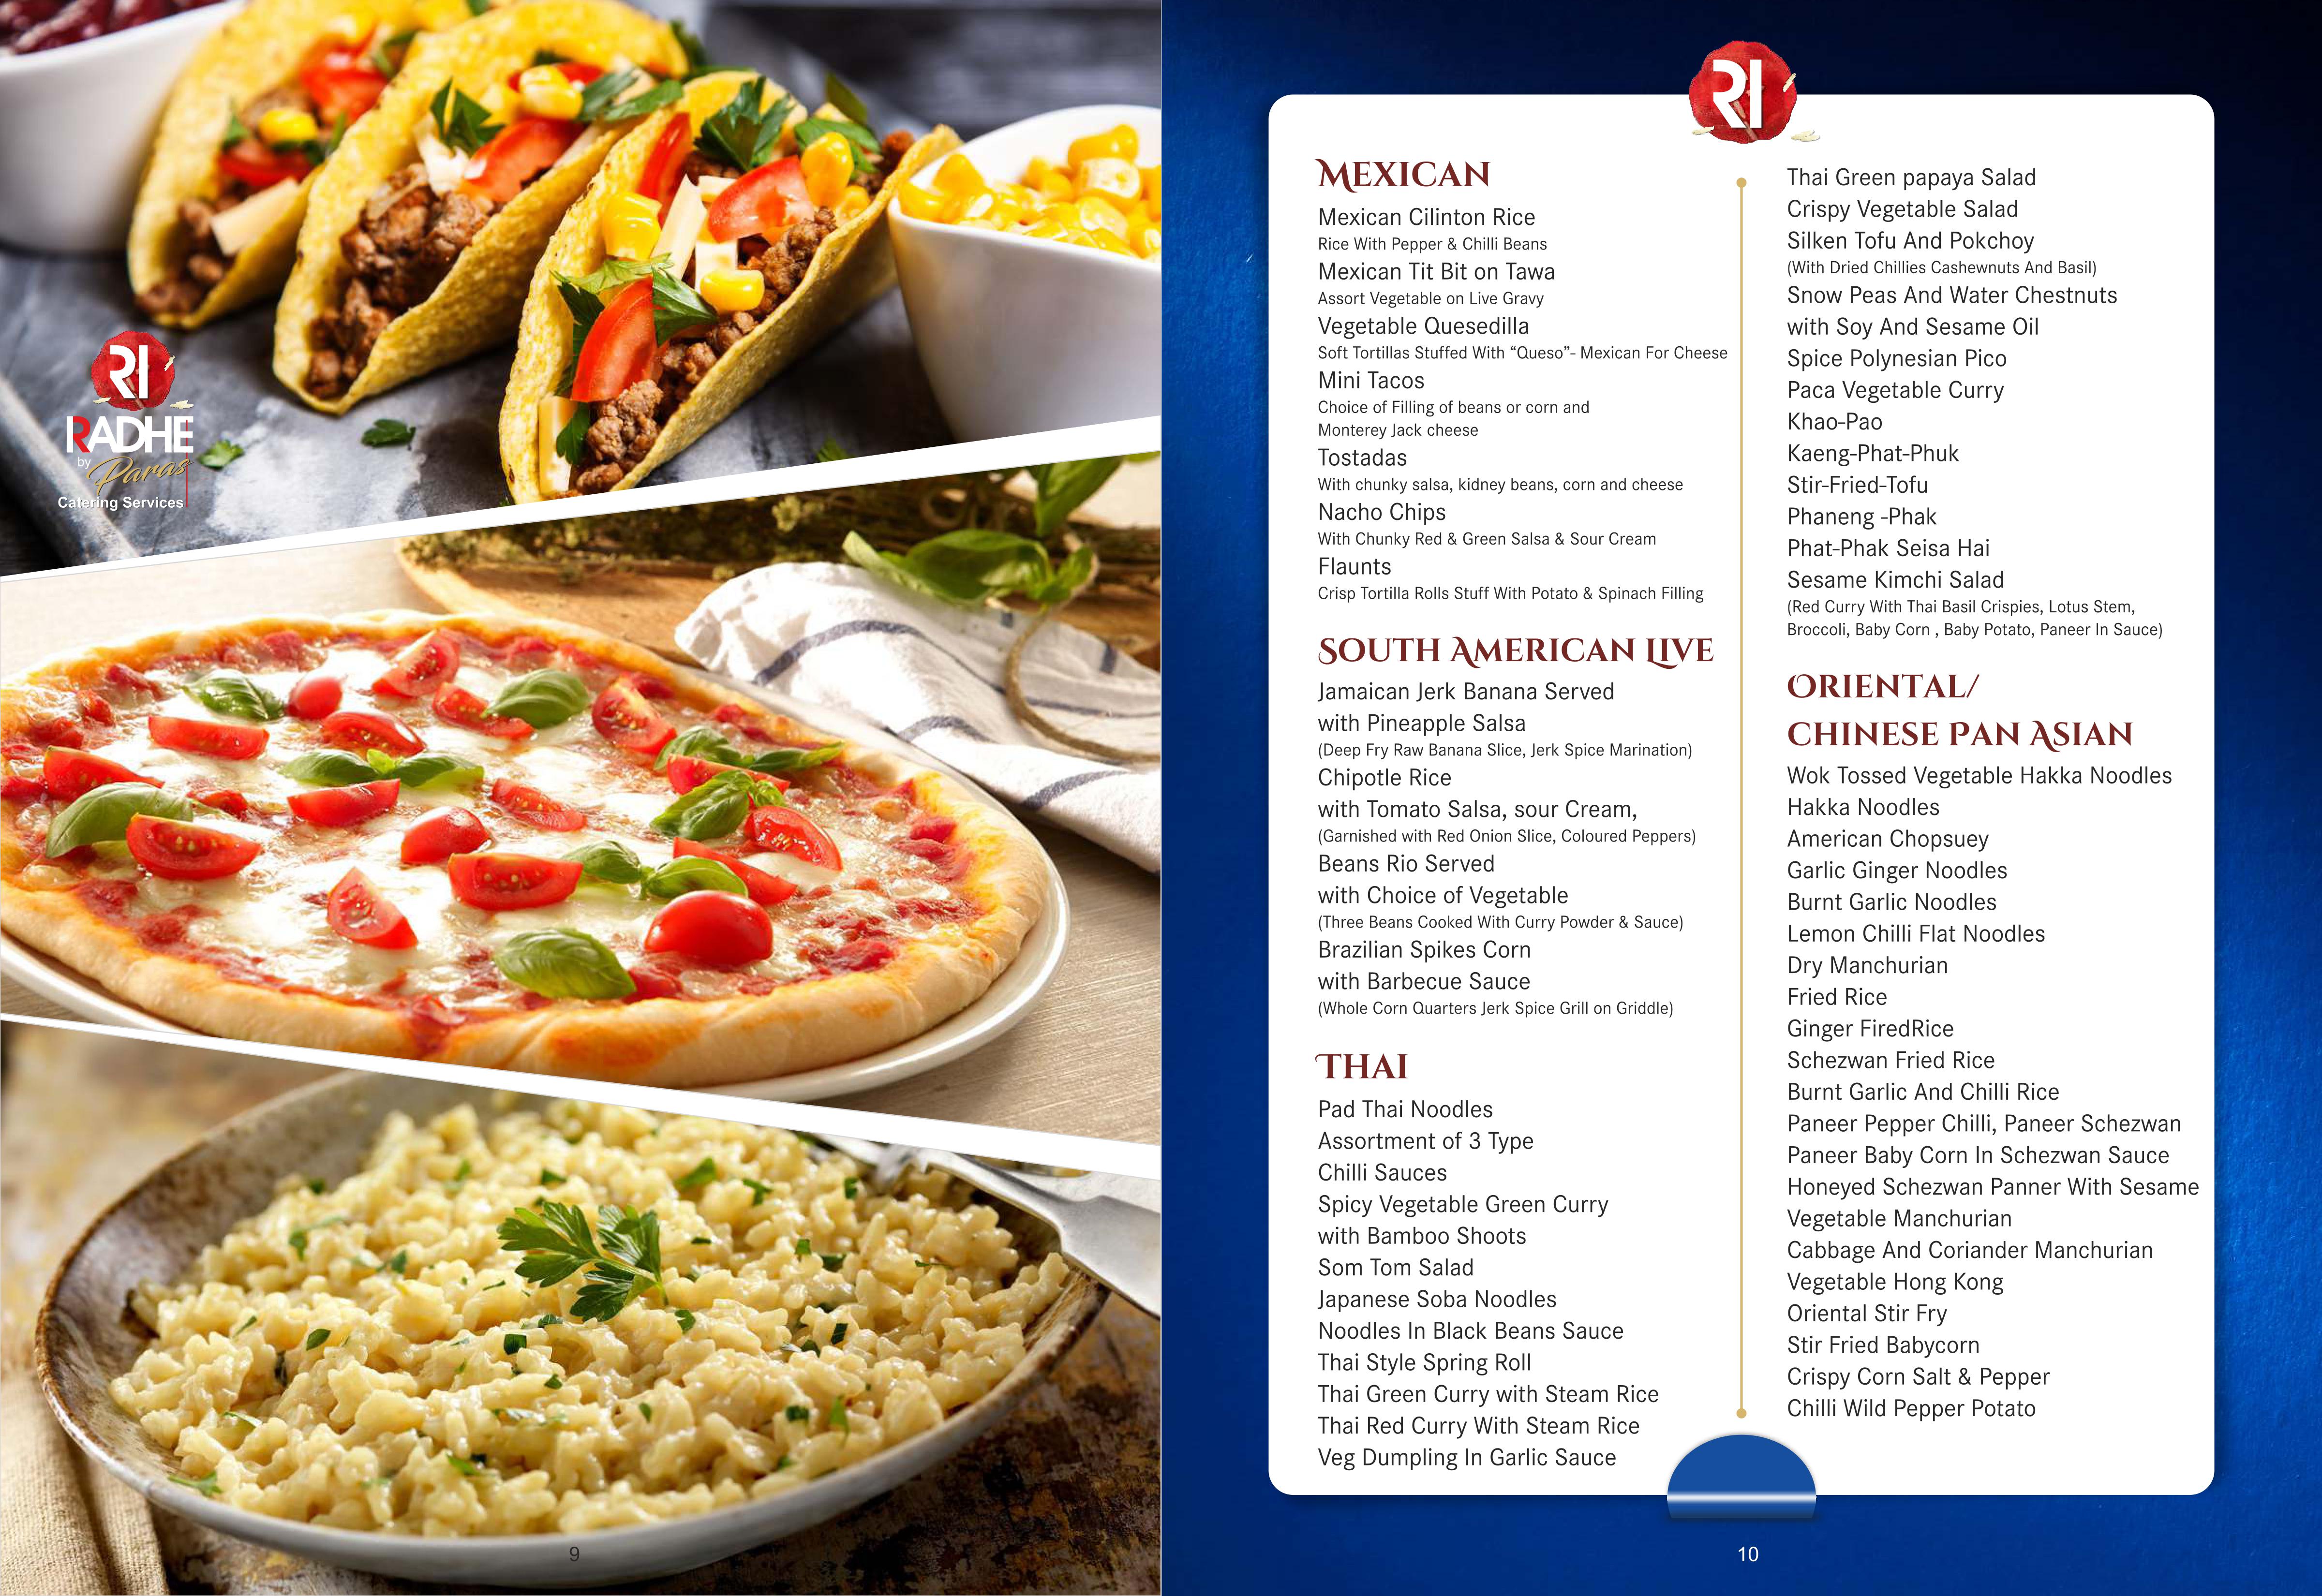 RI
RADHE
by Paras
Catering Services
9
RI
MEXICAN
Mexican Cilinton Rice
Rice With Pepper & Chilli Beans
Mexican Tit Bit on Tawa
Assort Vegetable on Live Gravy
Vegetable Quesedilla
Soft Tortillas Stuffed With “Queso”- Mexican For Cheese
Mini Tacos
Choice of Filling of beans or corn and
Monterey Jack cheese
Tostadas
With chunky salsa, kidney beans, corn and cheese
Nacho Chips
With Chunky Red & Green Salsa & Sour Cream
Flaunts
Crisp Tortilla Rolls Stuff With Potato & Spinach Filling
SOUTH AMERICAN LIVE
Jamaican Jerk Banana Served
with Pineapple Salsa
(Deep Fry Raw Banana Slice, Jerk Spice Marination)
Chipotle Rice
with Tomato Salsa, sour Cream,
(Garnished with Red Onion Slice, Coloured Peppers)
Beans Rio Served
with Choice of Vegetable
(Three Beans Cooked With Curry Powder & Sauce)
Brazilian Spikes Corn
with Barbecue Sauce
(Whole Corn Quarters Jerk Spice Grill on Griddle)
THAI
Pad Thai Noodles
Assortment of 3 Type
Chilli Sauces
Spicy Vegetable Green Curry
with Bamboo Shoots
Som Tom Salad
Japanese Soba Noodles
Noodles In Black Beans Sauce
Thai Style Spring Roll
Thai Green Curry with Steam Rice
Thai Red Curry With Steam Rice
Veg Dumpling In Garlic Sauce
Thai Green papaya Salad
Crispy Vegetable Salad
Silken Tofu And Pokchoy
(With Dried Chillies Cashewnuts And Basil)
Snow Peas And Water Chestnuts
with Soy And Sesame Oil
Spice Polynesian Pico
Paca Vegetable Curry
Khao-Pao
Kaeng-Phat-Phuk
Stir-Fried-Tofu
Phaneng -Phak
Phat-Phak Seisa Hai
Sesame Kimchi Salad
(Red Curry With Thai Basil Crispies, Lotus Stem,
Broccoli, Baby Corn , Baby Potato, Paneer In Sauce)
ORIENTAL/
CHINESE PAN ASIAN
Wok Tossed Vegetable Hakka Noodles
Hakka Noodles
American Chopsuey
Garlic Ginger Noodles
Burnt Garlic Noodles
Lemon Chilli Flat Noodles
Dry Manchurian
Fried Rice
Ginger FiredRice
Schezwan Fried Rice
Burnt Garlic And Chilli Rice
Paneer Pepper Chilli, Paneer Schezwan
Paneer Baby Corn In Schezwan Sauce
Honeyed Schezwan Panner With Sesame
Vegetable Manchurian
Cabbage And Coriander Manchurian
Vegetable Hong Kong
Oriental Stir Fry
Stir Fried Babycorn
Crispy Corn Salt & Pepper
Chilli Wild Pepper Potato
10